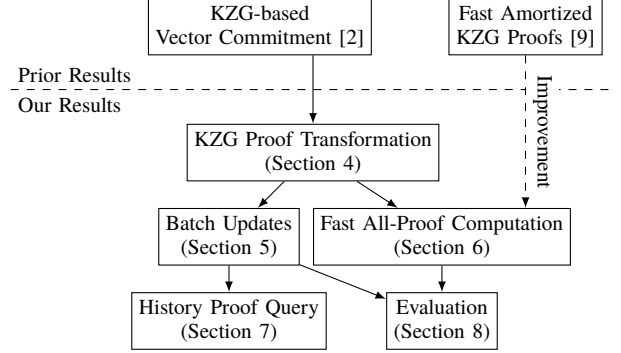 KZG-based
Vector Commitment [2]
Fast Amortized
KZG Proofs [9]
Prior Results
Our Results
Improvement
KZG Proof Transformation
(Section 4)
Batch Updates
(Section 5)
Fast All-Proof Computation
(Section 6)
History Proof Query
(Section 7)
Evaluation
(Section 8)